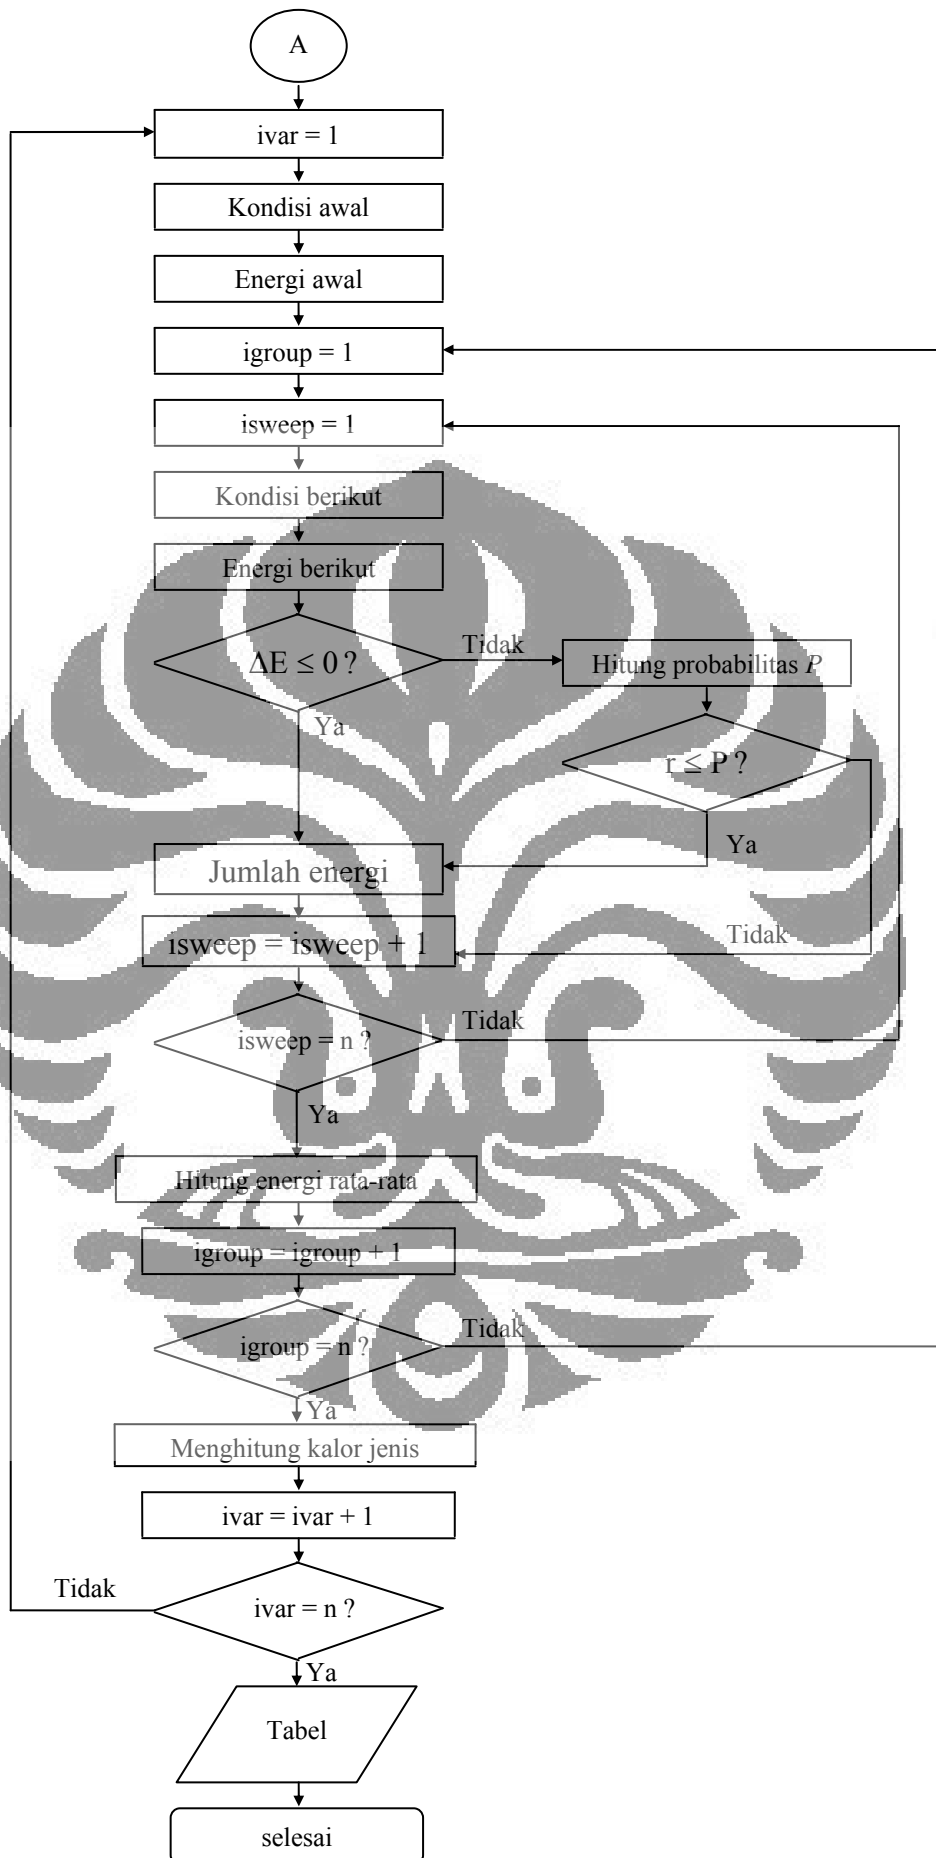 A
ivar = 1
Kondisi awal
Energi awal
igroup = 1
isweep = 1
Kondisi berikut
Energi berikut
ΔE ≤ 0 ?
Tidak
Hitung probabilitas P
Ya
r ≤ P ?
Ya
Jumlah energi
Tidak
isweep = isweep + 1
isweep = n ?
Tidak
Ya
Hitung energi rata-rata
igroup = igroup + 1
igroup = n ?
Tidak
Ya
Menghitung kalor jenis
ivar = ivar + 1
Tidak
ivar = n ?
Ya
Tabel
selesai